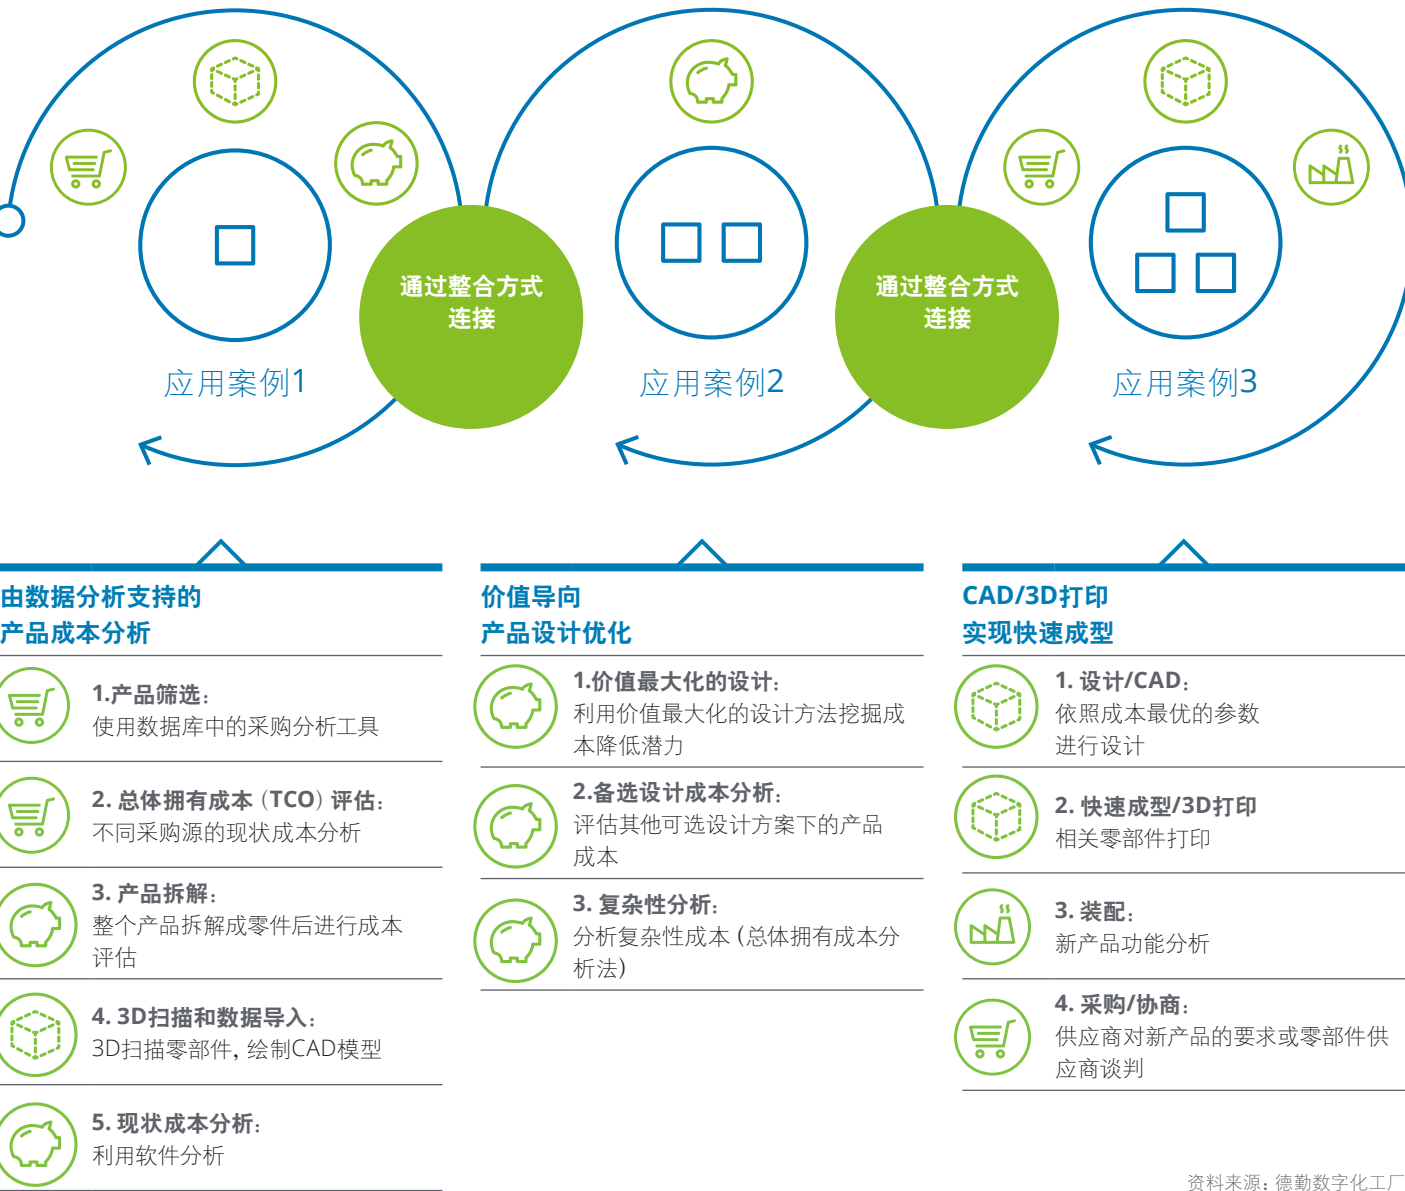 通过整合方式
连接
通过整合方式
连接
应用案例1
应用案例2
应用案例3
由数据分析支持的
产品成本分析
1.产品筛选：
使用数据库中的采购分析工具
2. 总体拥有成本（TCO）评估：
不同采购源的现状成本分析
3. 产品拆解：
整个产品拆解成零件后进行成本
评估
4. 3D扫描和数据导入：
3D扫描零部件，绘制CAD模型
5. 现状成本分析：
利用软件分析
价值导向
产品设计优化
1.价值最大化的设计：
利用价值最大化的设计方法挖掘成
本降低潜力
2.备选设计成本分析：
评估其他可选设计方案下的产品
成本
3. 复杂性分析：
分析复杂性成本（总体拥有成本分
析法）
CAD/3D打印
实现快速成型
1. 设计/CAD：
依照成本最优的参数
进行设计
2. 快速成型/3D打印
相关零部件打印
3. 装配：
新产品功能分析
4. 采购/协商：
供应商对新产品的要求或零部件供
应商谈判
资料来源：德勤数字化工厂